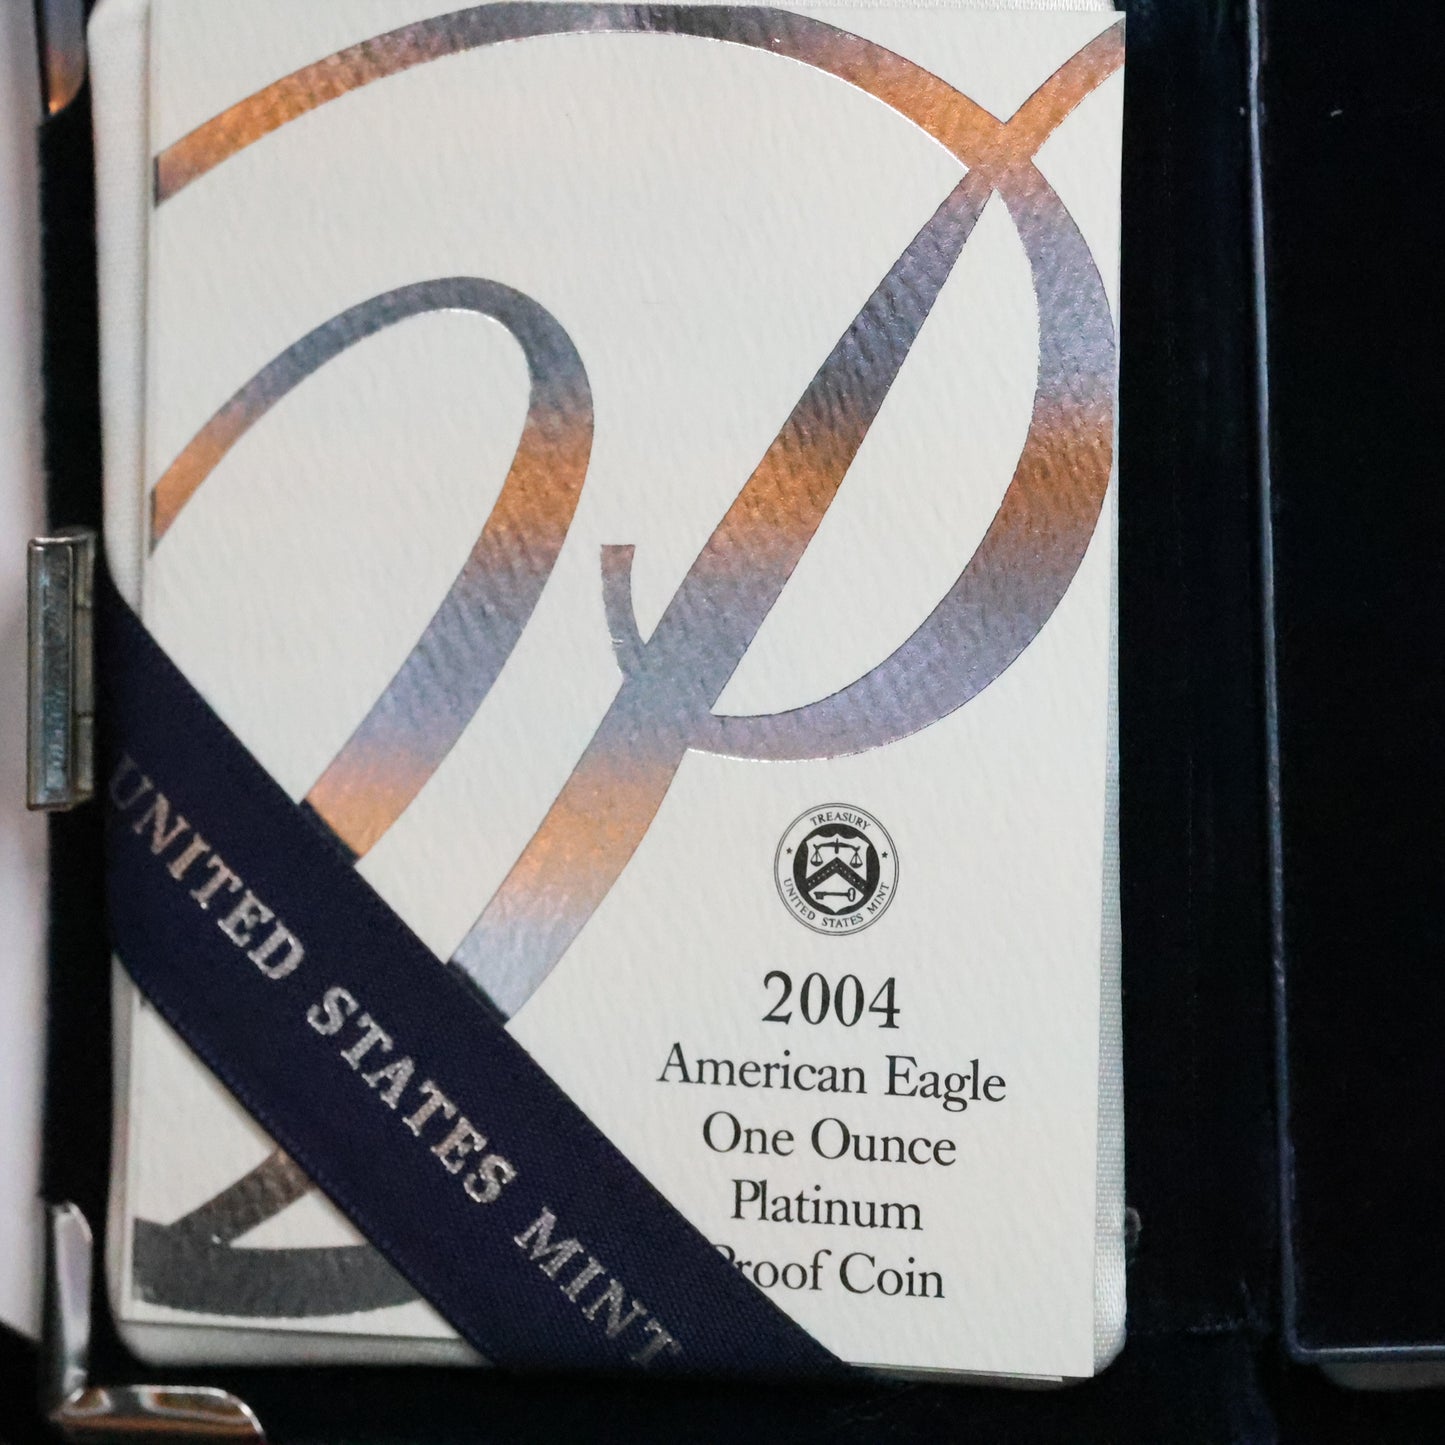 TREASURY
UNITED STATES MINT
2004
American Eagle
One Ounce
Platinum
Proof Coin
UNITED STATES MINT